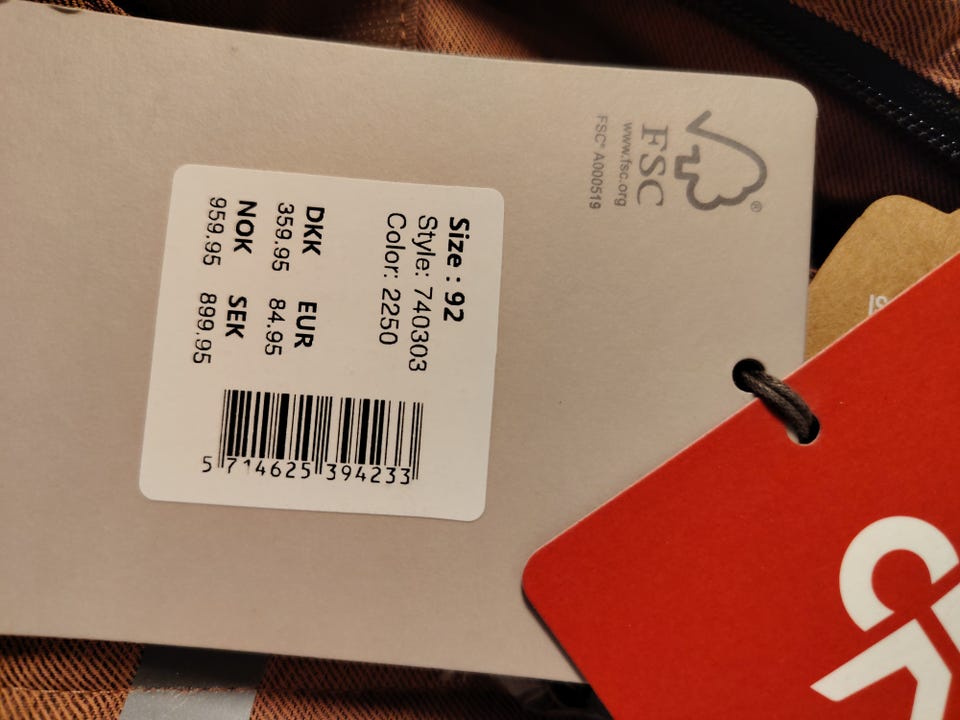 FSC
®
www.fsc.org
FSC® A000519
Size : 92
Style: 740303
Color: 2250
DKK EUR
359.95 84.95
NOK SEK
959.95 899.95
5 714625 394233